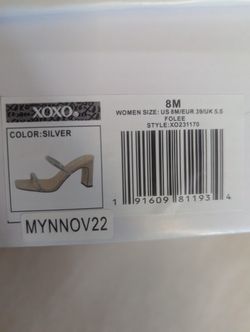 XOXO
8M
WOMEN SIZE: US 8M/EUR 39/UK 5.5
FOLEE
STYLE:XO231170
COLOR:SILVER
MYNNOV22
1 91609 81193 4